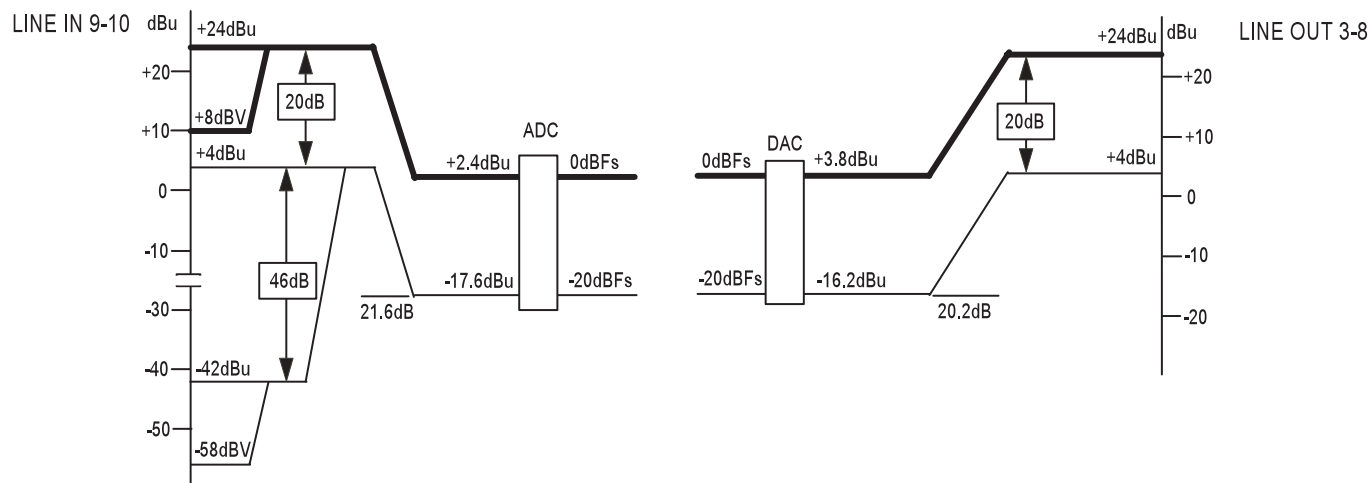 LINE IN 9-10 dBu
+24dBu
+20
20dB
+8dBV
+10
+4dBu
0
-10
46dB
-30
-42dBu
-40
-50
-58dBV
21.6dB
ADC
+2.4dBu 0dBFs
-17.6dBu -20dBFs
DAC
0dBFs +3.8dBu
-20dBFs -16.2dBu
20.2dB
+24dBu dBu LINE OUT 3-8
+20
20dB
+10
+4dBu
0
-10
-20